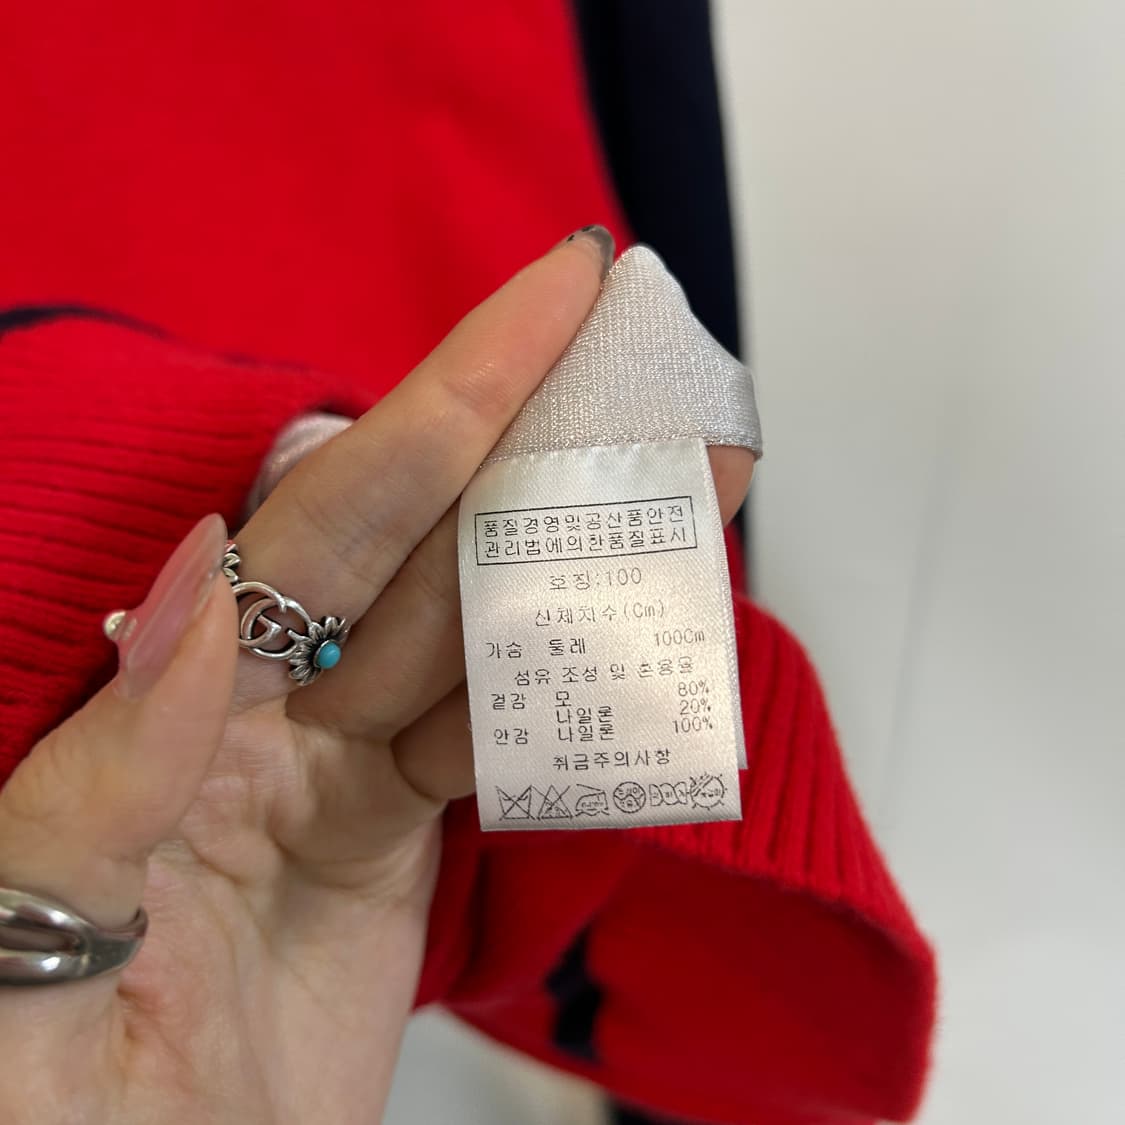 품질경영및공산품안전
관리법에의한품질표시
호칭:100
신체치수(Cm)
가슴 둘레 100Cm
섬유 조성 및 혼용율
겉감 모 80%
나일론 20%
안감 나일론 100%
취급주의사항